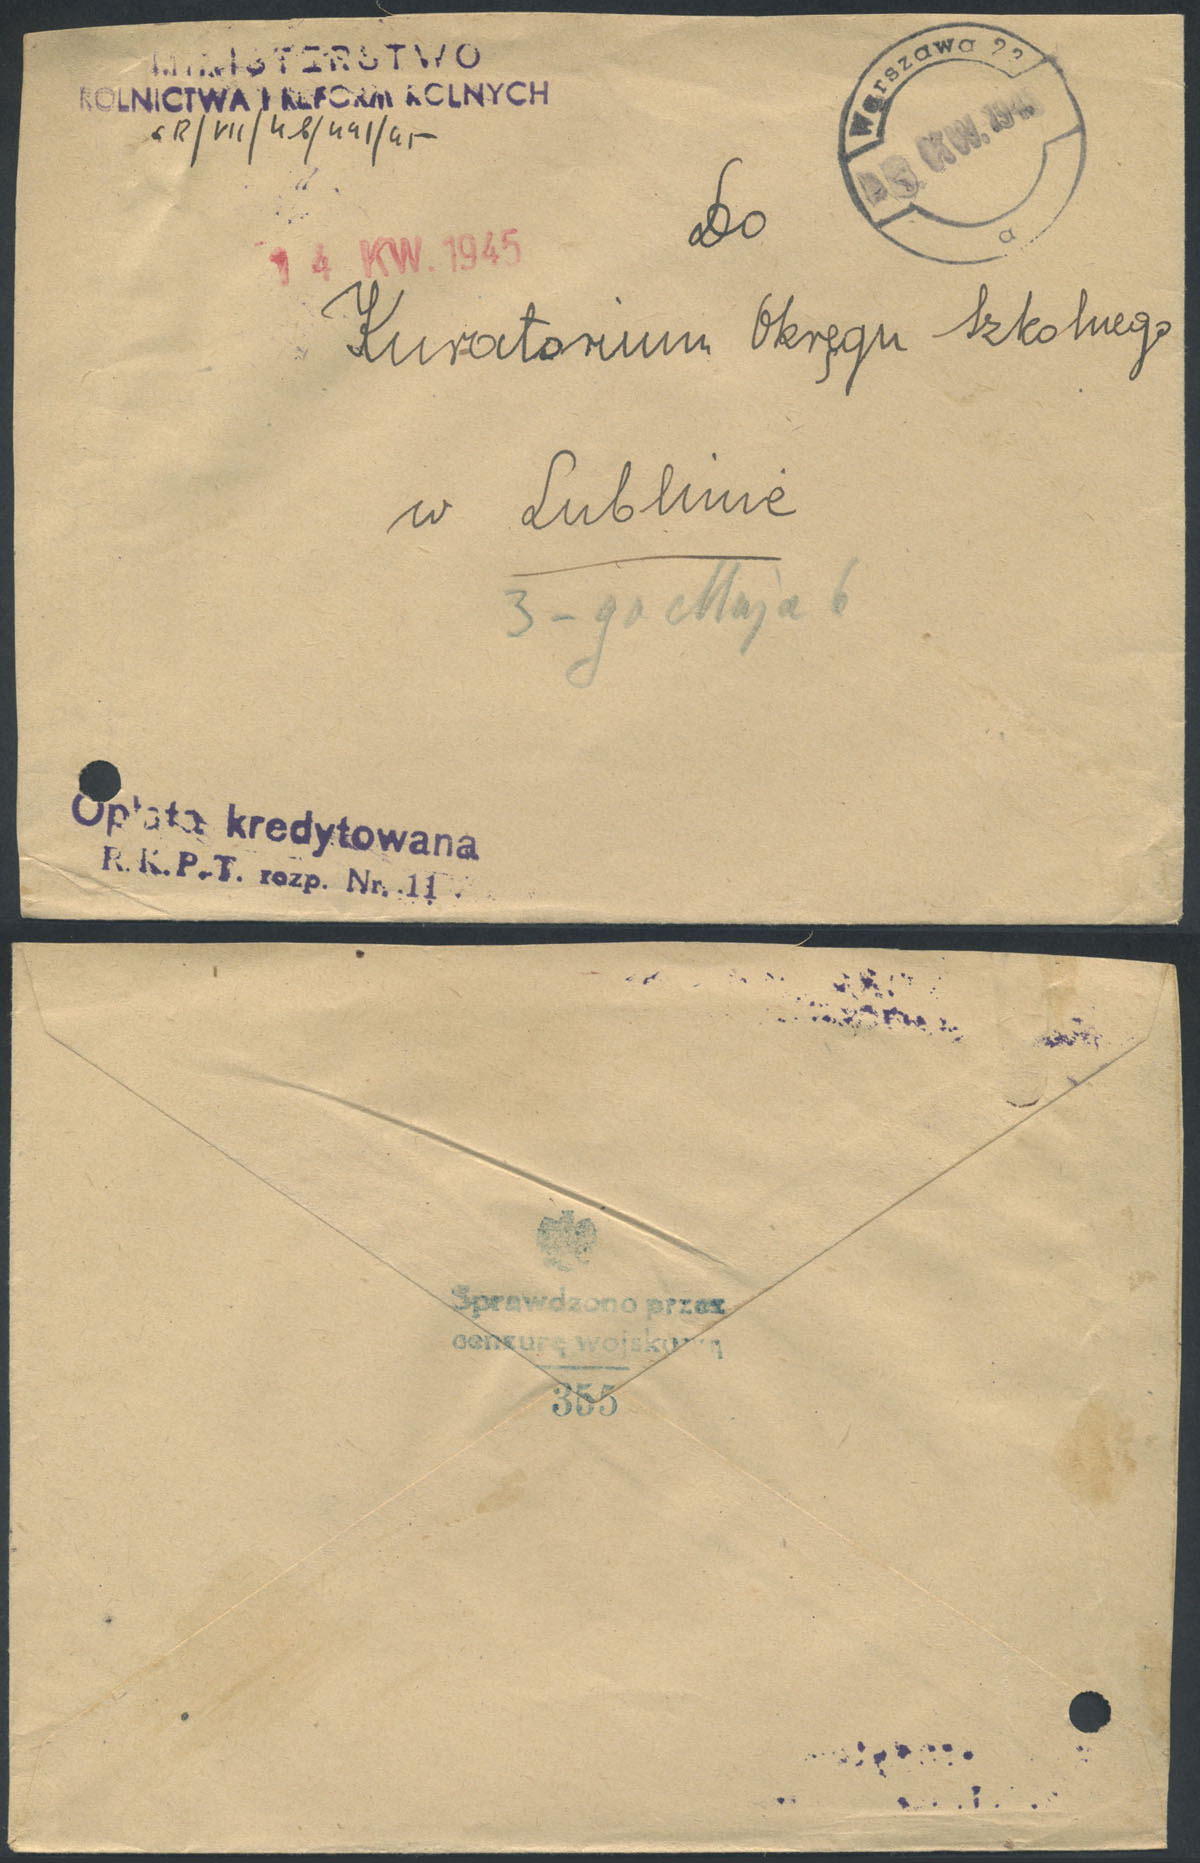 MINISTERSTWO
ROLNICTWA I REFORM ROLNYCH
14 KW. 1945
Warszawa 22
KW. 1945
a
Do
Kuratorium Okręgu Szkolnego
w Lublinie
3-go Maja 6
Opłata kredytowana
R. K. P.-T. rozp. Nr. 11
Sprawdzono przez
cenzurę wojskową
355